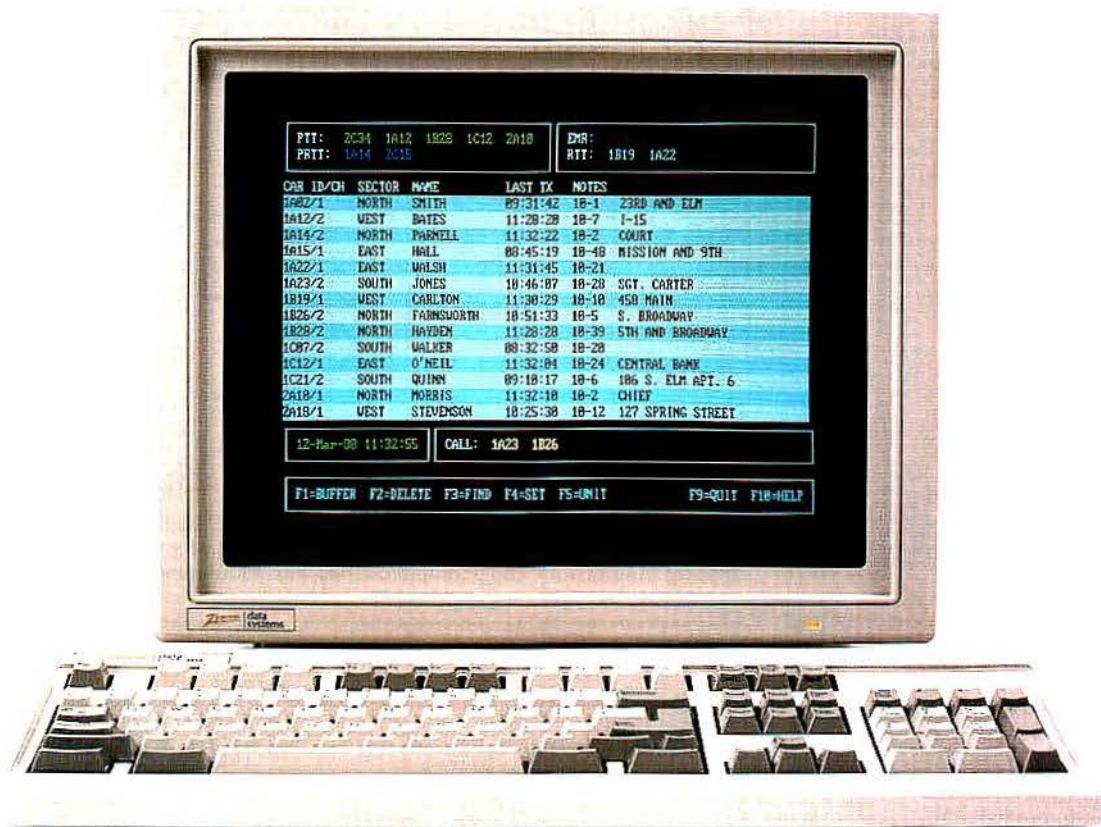 PTT: 2C34 1A12 1B28 1C12 2A18
PRTT: 1A14 2C15
EMR:
RTT: 1B19 1A22
CAR ID/CH SECTOR NAME LAST TX NOTES
1A02/1 NORTH SMITH 09:31:42 10-1 23RD AND ELM
1A12/2 WEST BATES 11:28:20 10-7 I-15
1A14/2 NORTH PARNELL 11:32:22 10-2 COURT
1A15/1 EAST HALL 08:45:19 10-48 MISSION AND 9TH
1A22/1 EAST WALSH 11:31:45 10-21
1A23/2 SOUTH JONES 10:46:07 10-28 SGT. CARTER
1B19/1 WEST CARLTON 11:30:29 10-10 458 MAIN
1B26/2 NORTH FARNSWORTH 10:51:33 10-5 S. BROADWAY
1B28/2 NORTH HAYDEN 11:28:28 10-39 5TH AND BROADWAY
1C07/2 SOUTH WALKER 08:32:50 10-20
1C12/1 EAST O'NEIL 11:32:04 10-24 CENTRAL BANK
1C21/2 SOUTH QUINN 09:10:17 10-6 106 S. ELM APT. 6
2A10/1 NORTH MORRIS 11:32:10 10-2 CHIEF
2A18/1 WEST STEVENSON 10:25:30 10-12 127 SPRING STREET
12-Mar-88 11:32:55
CALL: 1A23 1B26
F1=BUFFER F2=DELETE F3=FIND F4=SET F5=UNIT F9=QUIT F10=HELP
data
systems